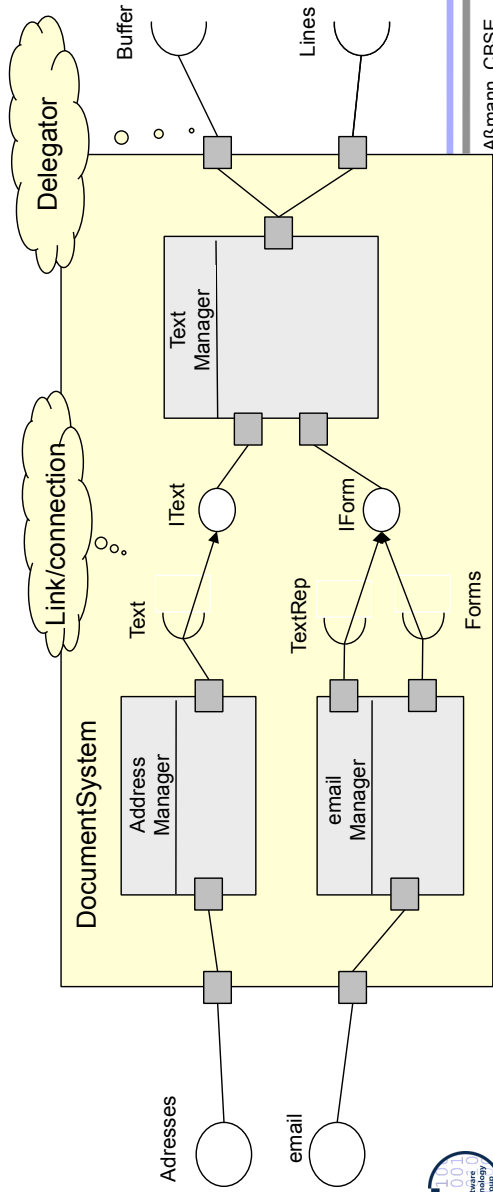 Delegator
Link/connection
Buffer
DocumentSystem
Text
IText
Text
Manager
Adresses
Address
Manager
Lines
TextRep
IForm
email
email
Manager
Forms
Aßmann, CBSE